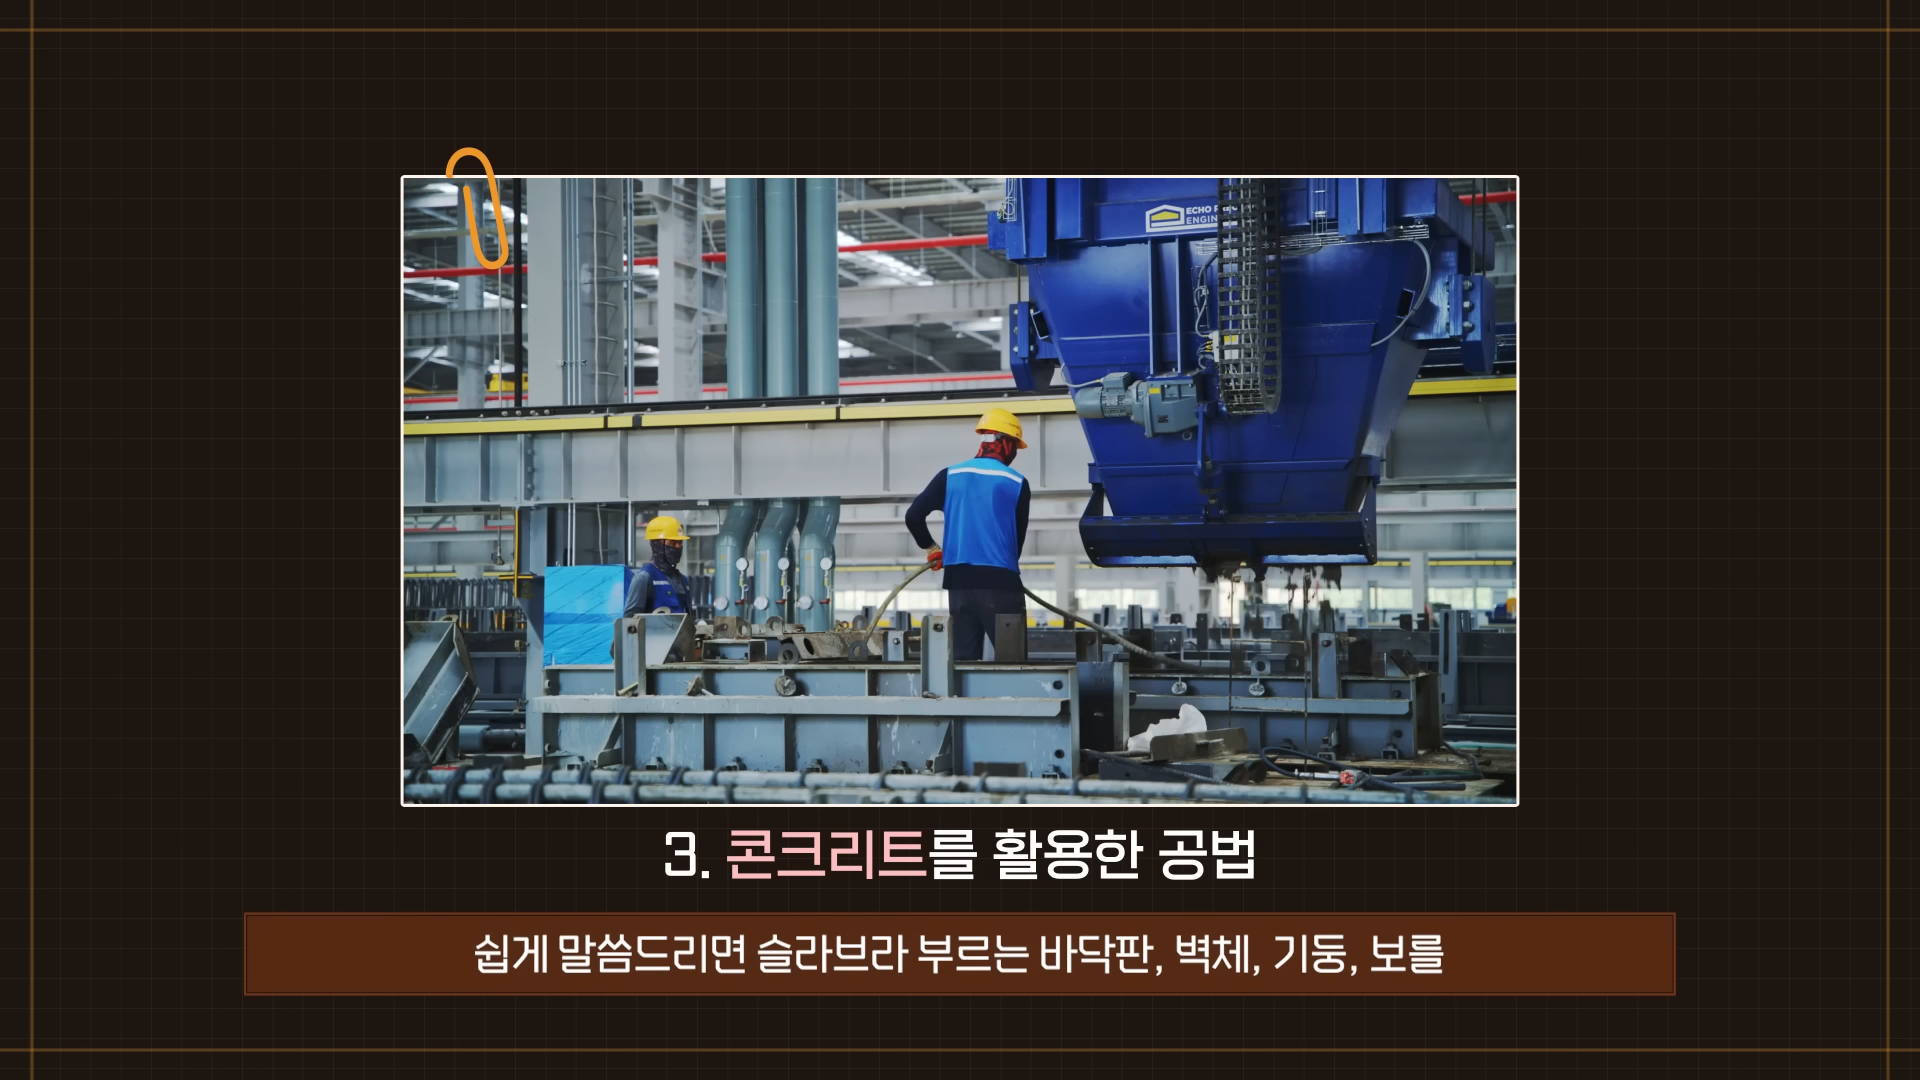 ECHO
ENGIN
3. 콘크리트를 활용한 공법
쉽게 말씀드리면 슬라브라 부르는 바닥판, 벽체, 기둥, 보를